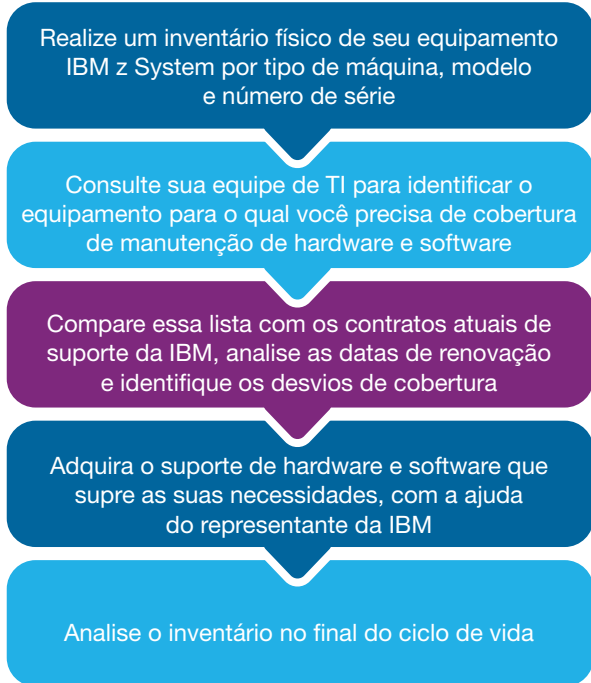 Realize um inventário físico de seu equipamento
IBM z System por tipo de máquina, modelo
e número de série
Consulte sua equipe de TI para identificar o
equipamento para o qual você precisa de cobertura
de manutenção de hardware e software
Compare essa lista com os contratos atuais de
suporte da IBM, analise as datas de renovação
e identifique os desvios de cobertura
Adquira o suporte de hardware e software que
supre as suas necessidades, com a ajuda
do representante da IBM
Analise o inventário no final do ciclo de vida